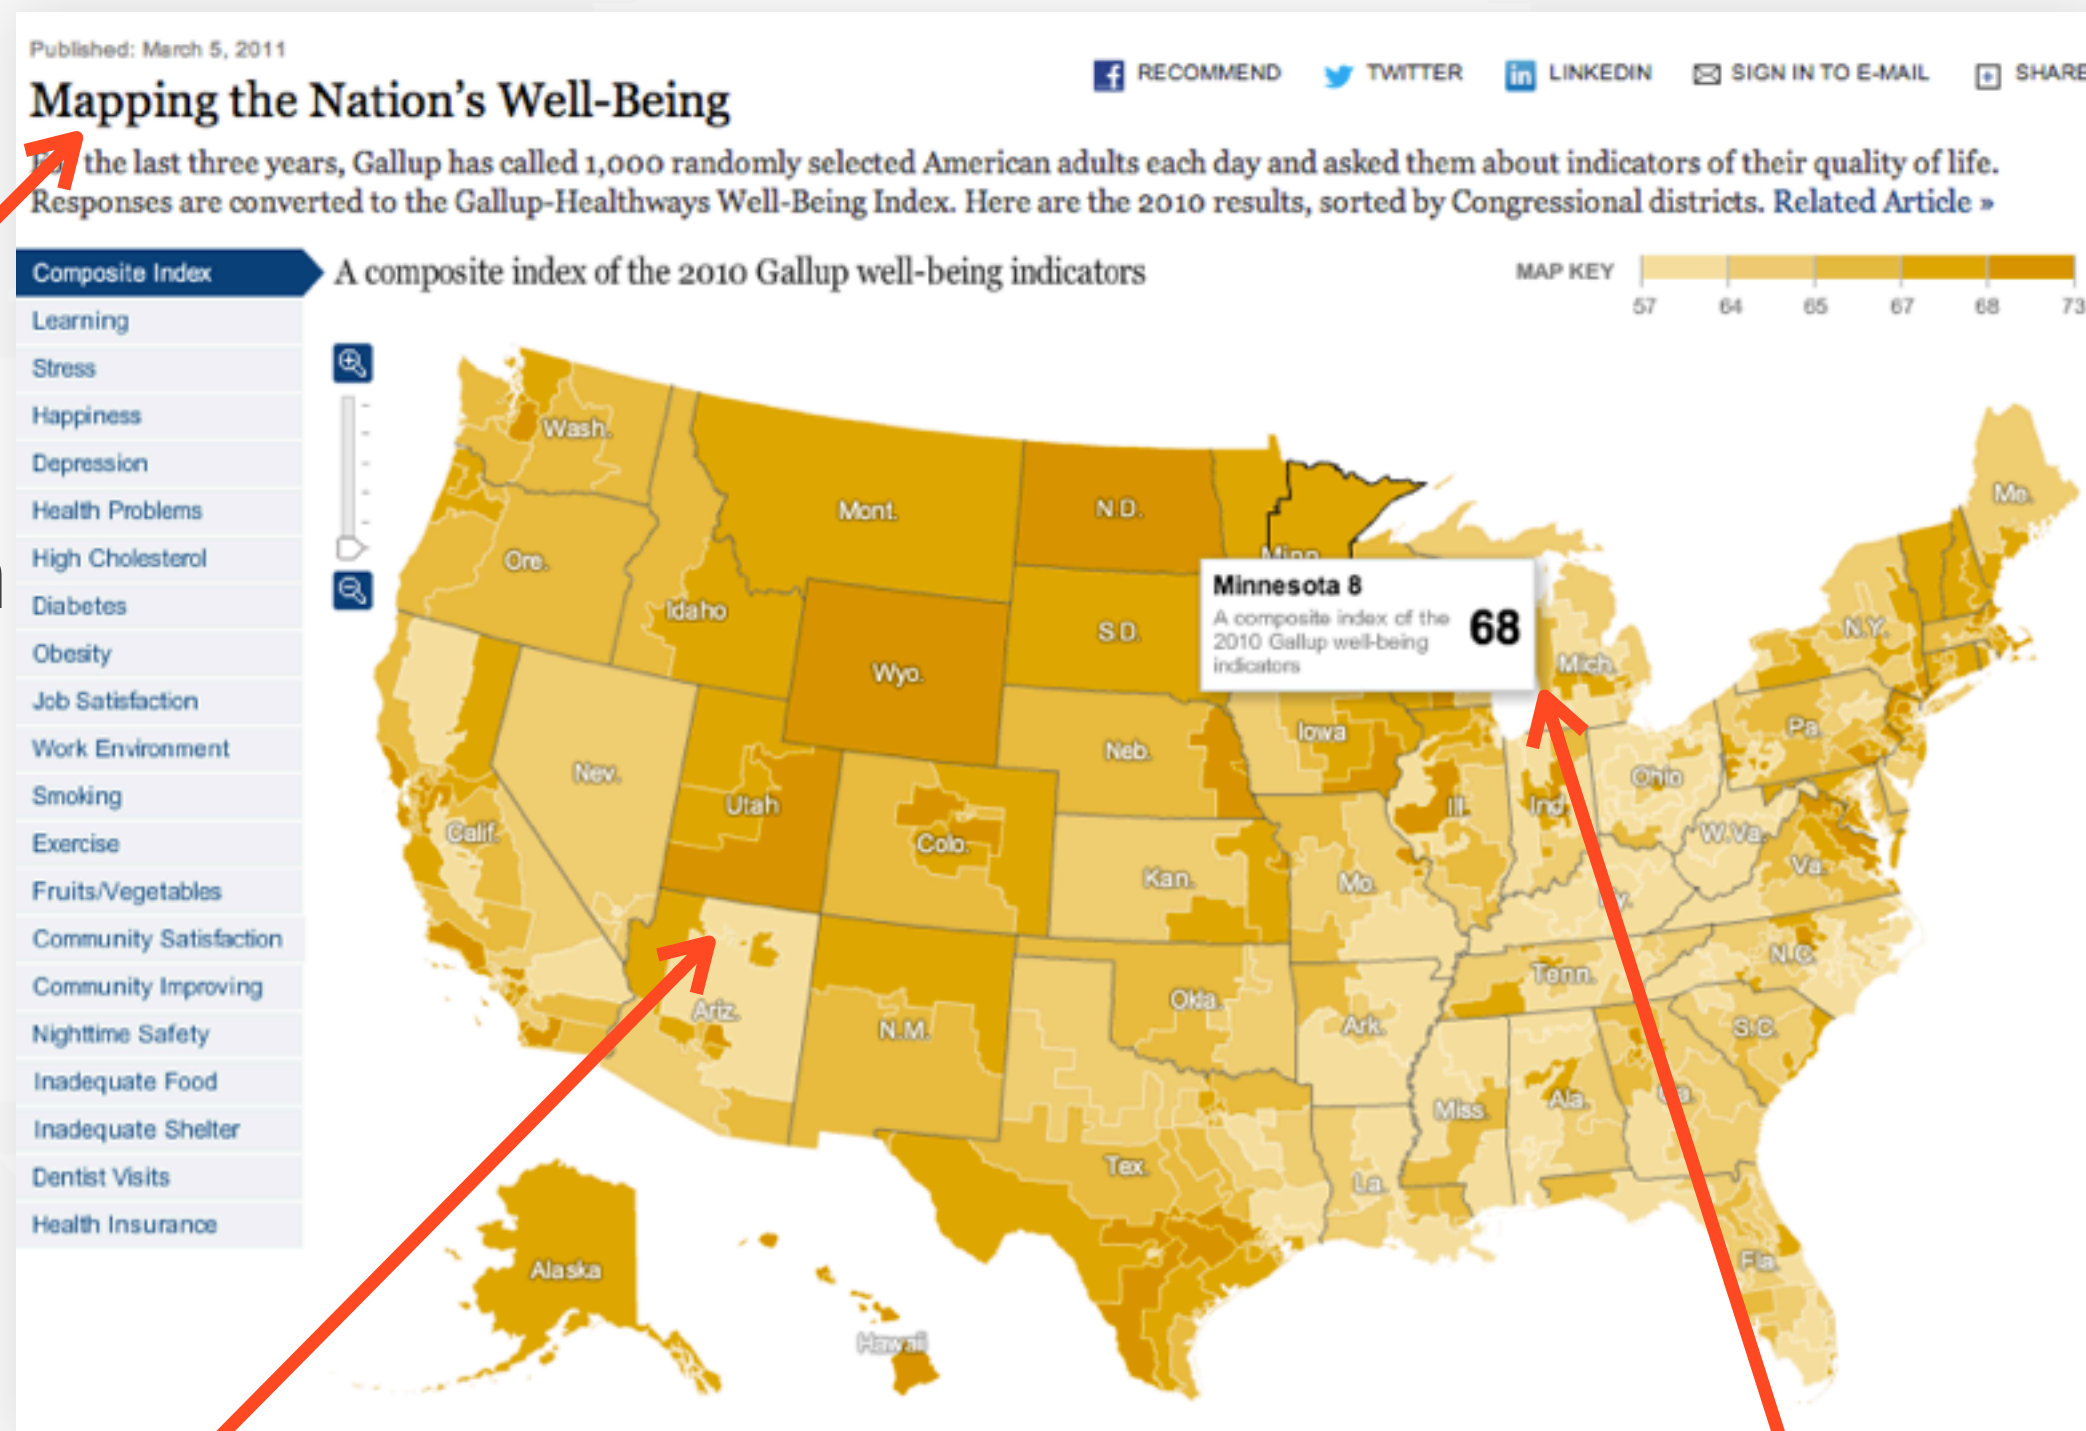 Published: March 5, 2011
Mapping the Nation's Well-Being
RECOMMEND
TWITTER
LINKEDIN
SIGN IN TO E-MAIL
SHARE
the last three years, Gallup has called 1,000 randomly selected American adults each day and asked them about indicators of their quality of life.
Responses are converted to the Gallup-Healthways Well-Being Index. Here are the 2010 results, sorted by Congressional districts. Related Article »
Composite Index
Learning
Stress
Happiness
Depression
Health Problems
High Cholesterol
Diabetes
Obesity
Job Satisfaction
Work Environment
Smoking
Exercise
Fruits/Vegetables
Community Satisfaction
Community Improving
Nighttime Safety
Inadequate Food
Inadequate Shelter
Dentist Visits
Health Insurance
A composite index of the 2010 Gallup well-being indicators
MAP KEY
57 64 65 67 68 73
Wash.
Mont.
N.D.
Minn.
Me.
Ore.
Idaho
Wyo.
S.D.
Minnesota 8
A composite index of the
2010 Gallup well-being
indicators
68
Mich.
N.Y.
Nev.
Utah
Colo.
Neb.
Iowa
Ill.
Ind.
Ohio
Pa.
Calif.
Kan.
Mo.
W.Va.
Va.
Ariz.
N.M.
Okla.
Ark.
Tenn.
N.C.
S.C.
Tex.
La.
Miss.
Ala.
Fla.
Alaska
Hawaii